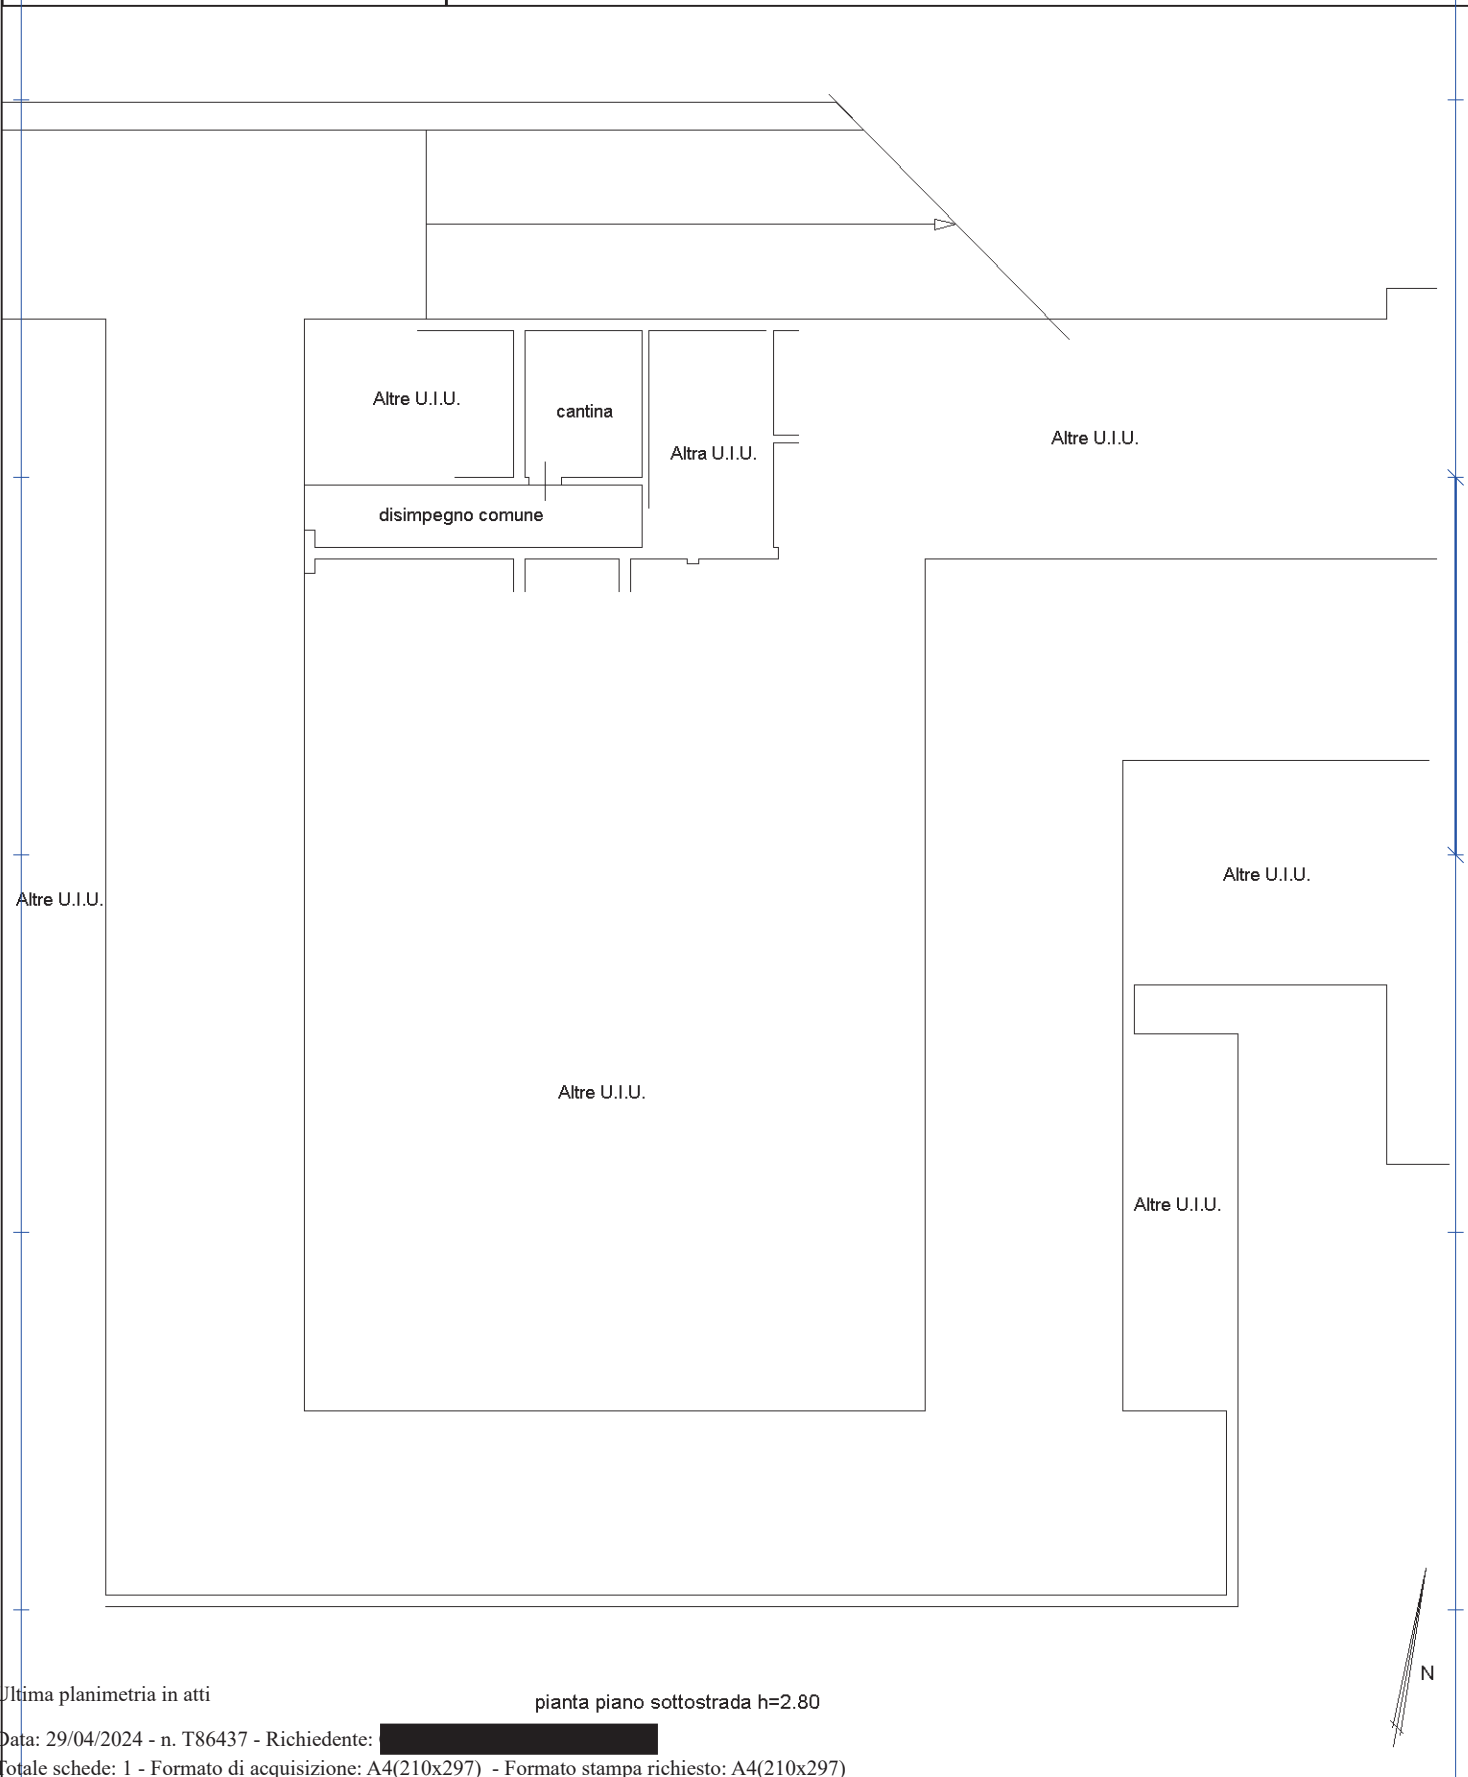 Altre U.I.U.
cantina
Altra U.I.U.
Altre U.I.U.
disimpegno comune
Altre U.I.U.
Altre U.I.U.
Altre U.I.U.
Altre U.I.U.
N
Ultima planimetria in atti
pianta piano sottostrada h=2.80
Data: 29/04/2024 - n. T86437 - Richiedente:
Totale schede: 1 - Formato di acquisizione: A4(210x297) - Formato stampa richiesto: A4(210x297)